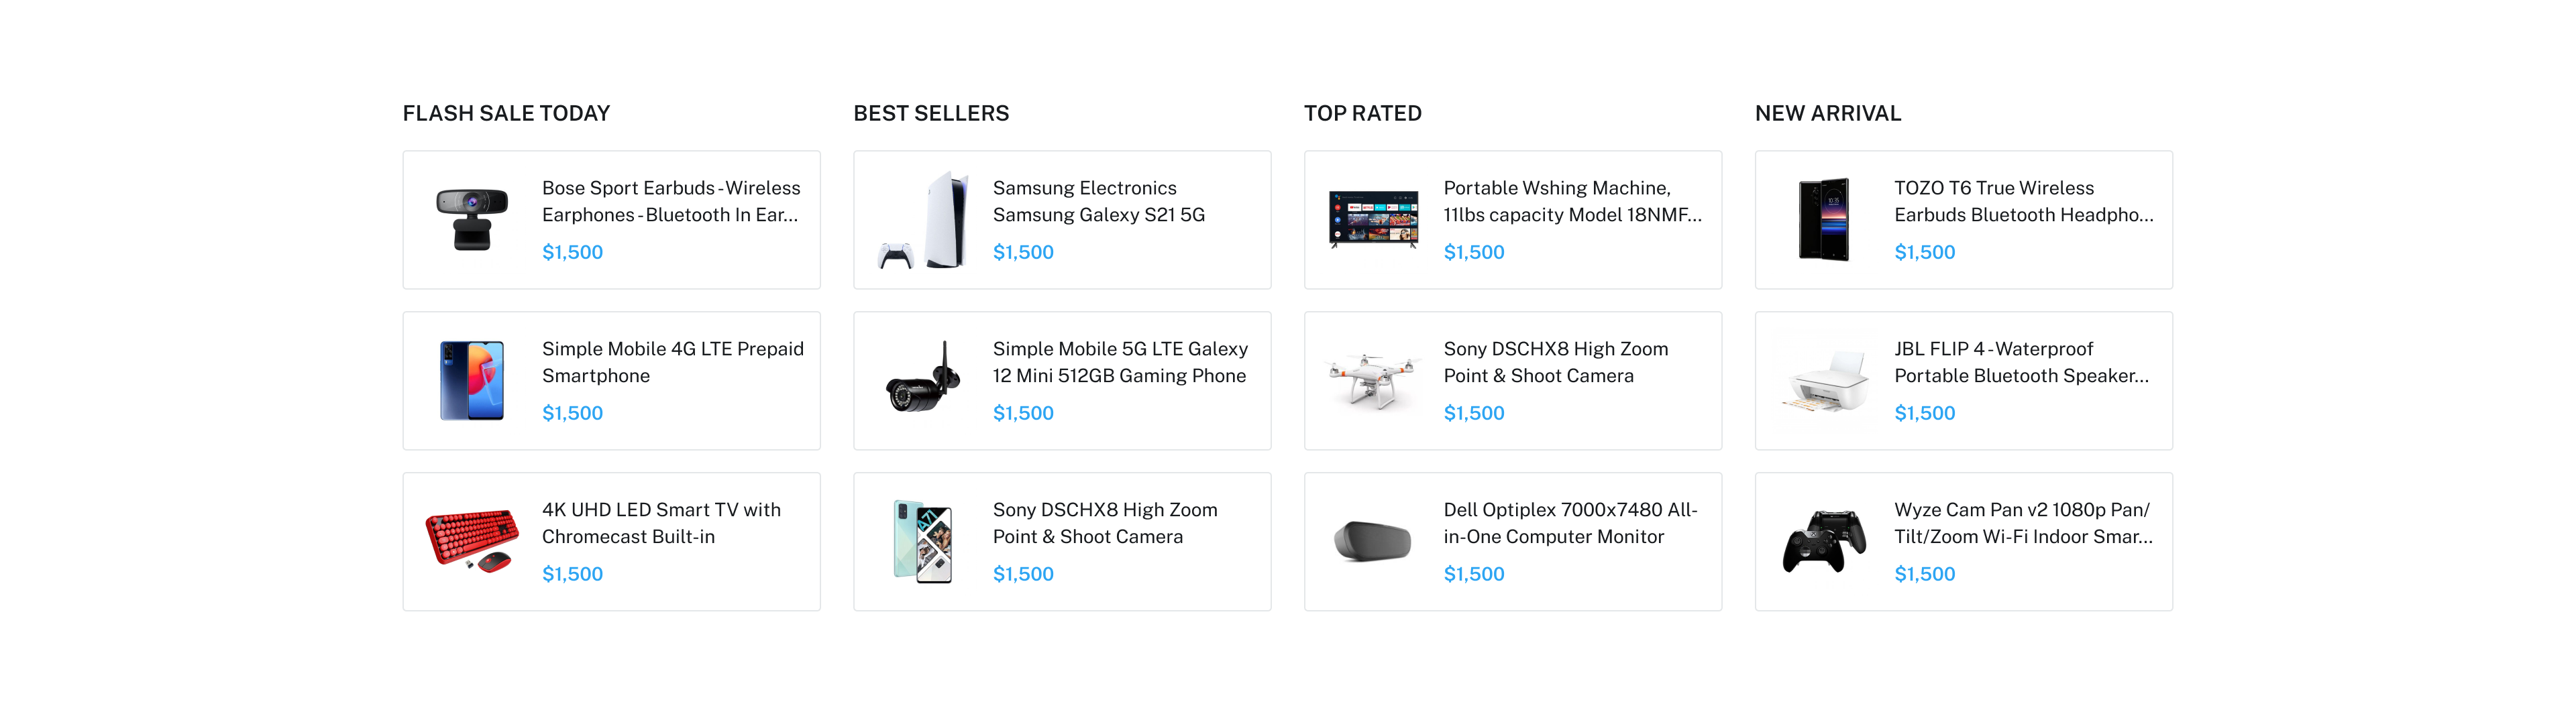 FLASH SALE TODAY
Bose Sport Earbuds - Wireless
Earphones - Bluetooth In Ear...
$1,500
Simple Mobile 4G LTE Prepaid
Smartphone
$1,500
4K UHD LED Smart TV with
Chromecast Built-in
$1,500
BEST SELLERS
Samsung Electronics
Samsung Galexy S21 5G
$1,500
Simple Mobile 5G LTE Galexy
12 Mini 512GB Gaming Phone
$1,500
A71
Sony DSCHX8 High Zoom
Point & Shoot Camera
$1,500
TOP RATED
Portable Wshing Machine,
11lbs capacity Model 18NMF...
$1,500
Sony DSCHX8 High Zoom
Point & Shoot Camera
$1,500
Dell Optiplex 7000x7480 All-
in-One Computer Monitor
$1,500
NEW ARRIVAL
TOZO T6 True Wireless
Earbuds Bluetooth Headpho...
$1,500
JBL FLIP 4 - Waterproof
Portable Bluetooth Speaker...
$1,500
Wyze Cam Pan v2 1080p Pan/
Tilt/Zoom Wi-Fi Indoor Smar...
$1,500